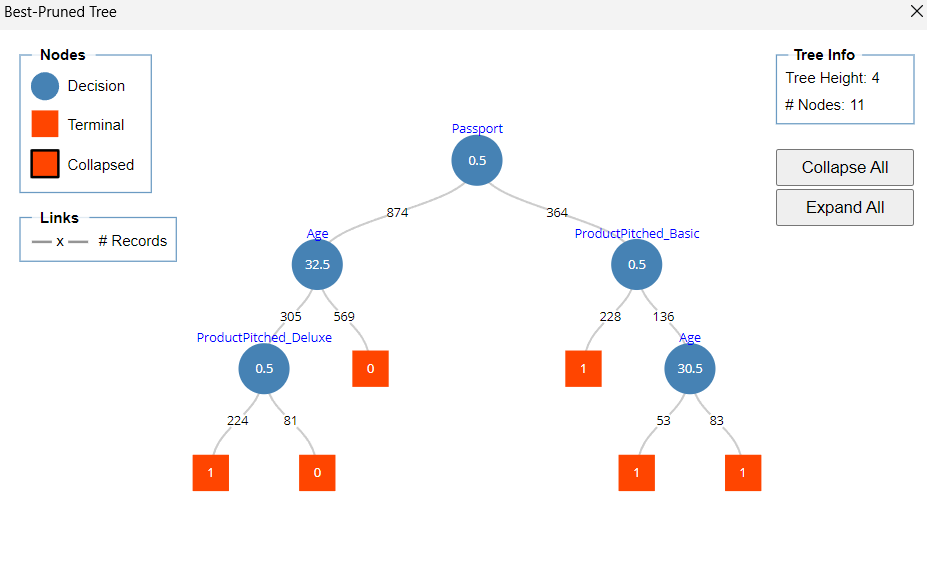 Best-Pruned Tree
Nodes
Decision
Terminal
Collapsed
Links
x
# Records
Tree Info
Tree Height: 4
# Nodes: 11
Collapse All
Expand All
Passport
0.5
874
364
Age
32.5
ProductPitched_Basic
0.5
305
569
228
136
ProductPitched_Deluxe
0.5
0
1
Age
30.5
224
81
53
83
1
0
1
1